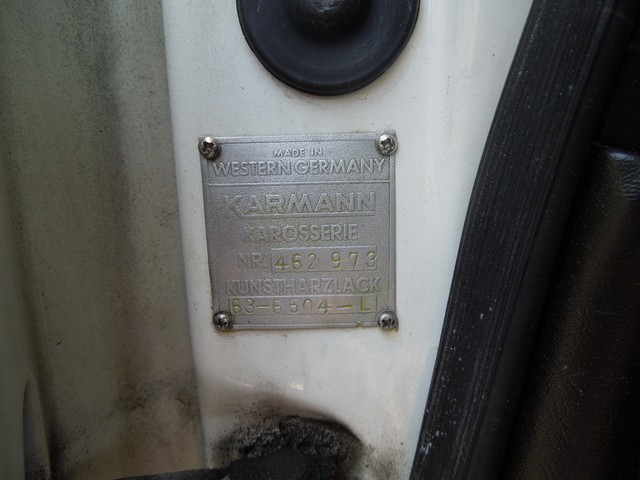 MADE IN
WESTERN GERMANY
KARMANN
KAROSSERIE
NR. 462 973
KUNSTHARZLACK
63-6604-L